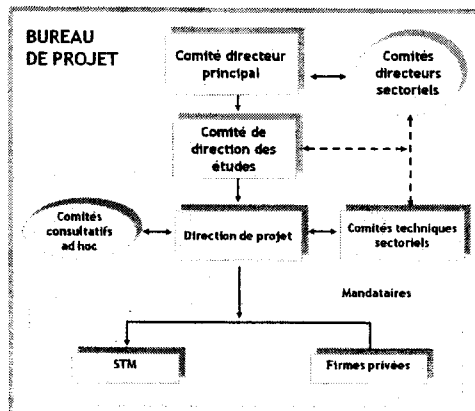 BUREAU
DE PROJET
Comité directeur
principal
Comités
directeurs
sectoriels
Comité de
direction des
études
Comités
consultatifs
ad hoc
Direction de projet
Comités techniques
sectoriels
Mandataires
STM
Firmes privées